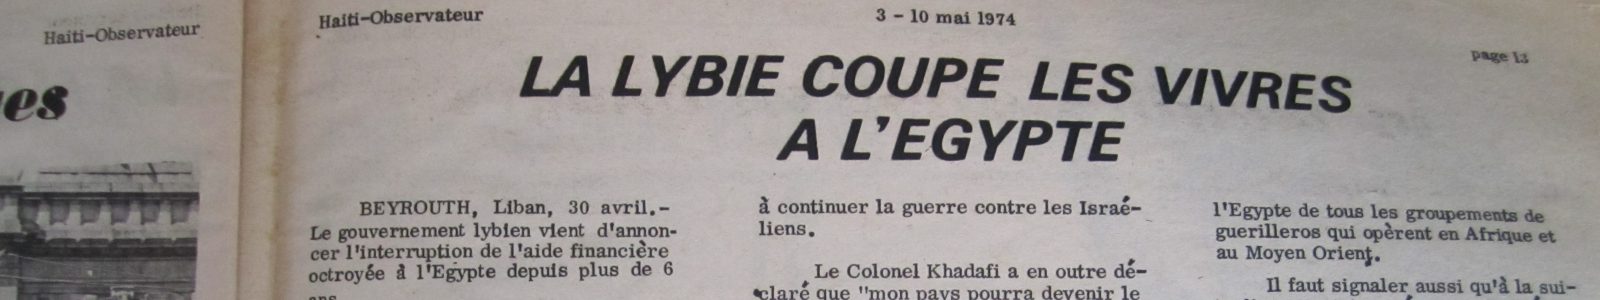 Haiti-Observateur
es
Haiti-Observateur
3 - 10 mai 1974
page 13
LA LYBIE COUPE LES VIVRES
A L'EGYPTE
BEYROUTH, Liban, 30 avril.-
Le gouvernement lybien vient d'annon-
cer l'interruption de l'aide financière
octroyée à l'Egypte depuis plus de 6
ans
à continuer la guerre contre les Israé-
liens.
Le Colonel Khadafi a en outre dé-
claré que "mon pays pourra devenir le
l'Egypte de tous les groupements de
guerilleros qui opèrent en Afrique et
au Moyen Orient.
Il faut signaler aussi qu'à la sui-